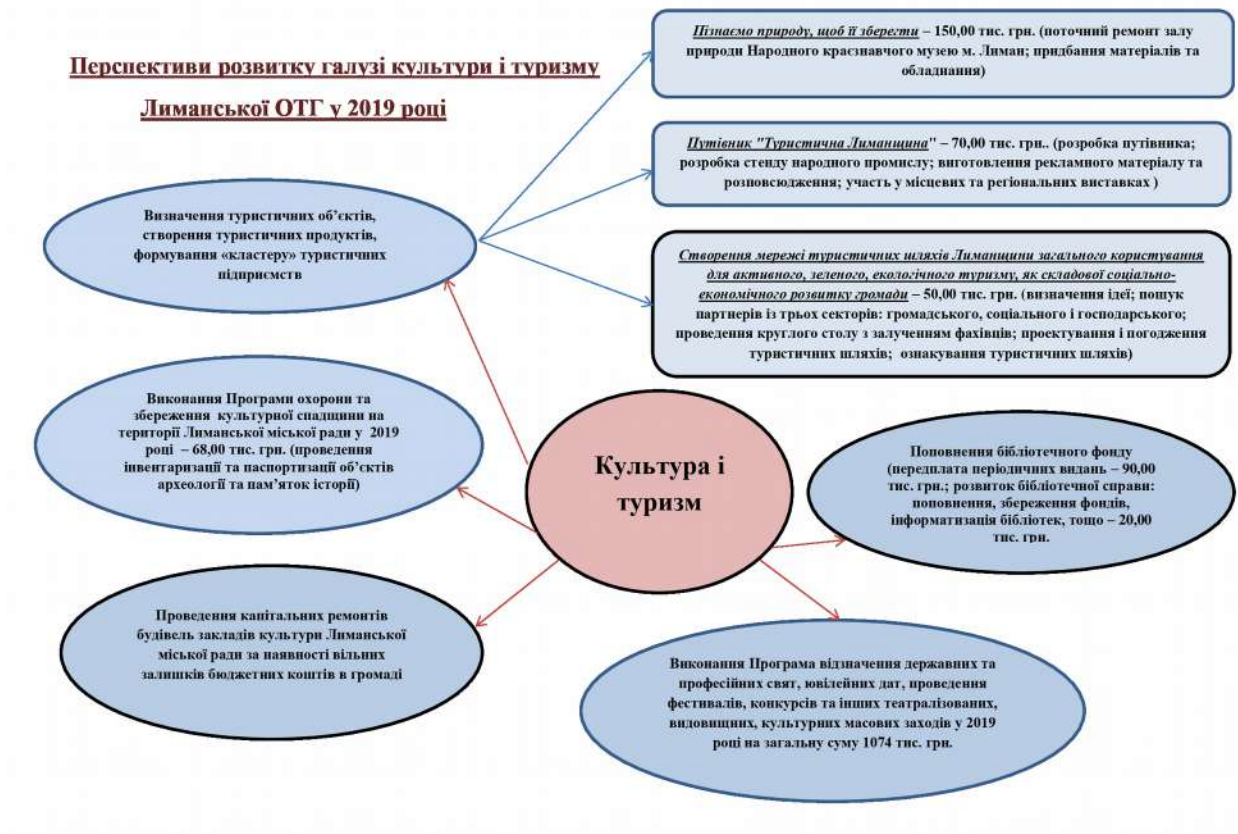 Перспективи розвитку галузі культури і туризму
Лиманської ОТГ у 2019 році
Пізнаємо природу, щоб її зберегти – 150,00 тис. грн. (поточний ремонт залу
природи Народного краєзнавчого музею м. Лиман; придбання матеріалів та
обладнання)
Путівник "Туристична Лиманщина" – 70,00 тис. грн.. (розробка путівника;
розробка стенду народного промислу; виготовлення рекламного матеріалу та
розповсюдження; участь у місцевих та регіональних виставках )
Створення мережі туристичних шляхів Лиманщини загального користування
для активного, зеленого, екологічного туризму, як складової соціально-
економічного розвитку громади – 50,00 тис. грн. (визначення ідеї; пошук
партнерів із трьох секторів: громадського, соціального і господарського;
проведення круглого столу з залученням фахівців; проектування і погодження
туристичних шляхів;  ознакування туристичних шляхів)
Визначення туристичних об’єктів,
створення туристичних продуктів,
формування «кластеру» туристичних
підприємств
Виконання Програми охорони та
збереження  культурної спадщини на
території Лиманської міської ради у  2019
році  – 68,00 тис. грн. (проведення
інвентаризації та паспортизації об’єктів
археології та пам’яток історії)
Культура і
туризм
Поповнення бібліотечного фонду
(передплата періодичних видань – 90,00
тис. грн.; розвиток бібліотечної справи:
поповнення, збереження фондів,
інформатизація бібліотек, тощо – 20,00
тис. грн.
Проведення капітальних ремонтів
будівель закладів культури Лиманської
міської ради за наявності вільних
залишків бюджетних коштів в громаді
Виконання Програма відзначення державних та
професійних свят, ювілейних дат, проведення
фестивалів, конкурсів та інших театралізованих,
видовищних, культурних масових заходів у 2019
році на загальну суму 1074 тис. грн.